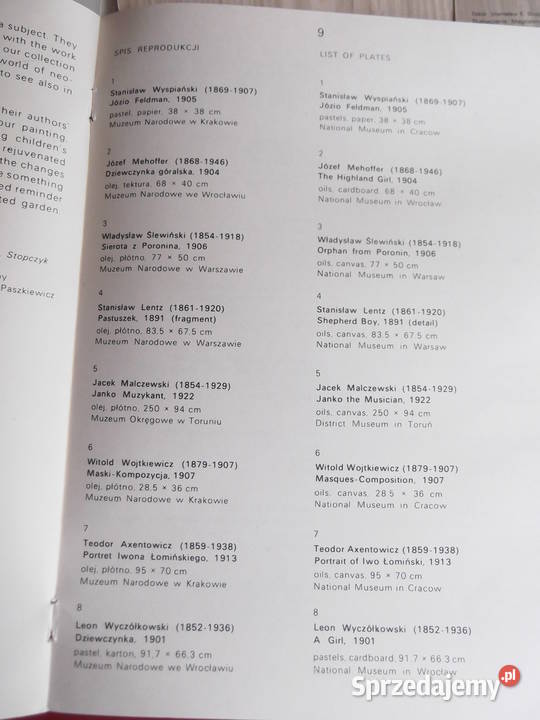 a subject. They
with the work
our collection
world of neo-
to see also in
heir authors'
our painting.
ng children's
rejuvenated
the changes
e something
ed reminder
ted garden.
Stopczyk
Paszkiewicz
SPIS REPRODUKCJI
1
Stanisław Wyspiański (1869-1907)
Józio Feldman, 1905
pastel, papier, 38 × 38 cm
Muzeum Narodowe w Krakowie
2
Józef Mehoffer (1868-1946)
Dziewczynka góralska, 1904
olej, tektura, 68 × 40 cm
Muzeum Narodowe we Wrocławiu
3
Władysław Ślewiński (1854-1918)
Sierota z Poronina, 1906
olej, płótno, 77 × 50 cm
Muzeum Narodowe w Warszawie
4
Stanisław Lentz (1861-1920)
Pastuszek, 1891 (fragment)
olej, płótno, 83.5 × 67.5 cm
Muzeum Narodowe w Warszawie
5
Jacek Malczewski (1854-1929)
Janko Muzykant, 1922
olej, płótno, 250 × 94 cm
Muzeum Okręgowe w Toruniu
6
Witold Wojtkiewicz (1879-1907)
Maski-Kompozycja, 1907
olej, płótno, 28.5 × 36 cm
Muzeum Narodowe w Krakowie
7
Teodor Axentowicz (1859-1938)
Portret Iwona Łomińskiego, 1913
olej, płótno, 95 × 70 cm
Muzeum Narodowe w Krakowie
8
Leon Wyczółkowski (1852-1936)
Dziewczynka, 1901
pastel, karton, 91.7 × 66.3 cm
Muzeum Narodowe we Wrocławiu
9
LIST OF PLATES
1
Stanisław Wyspiański (1869-1907)
Józio Feldman, 1905
pastels, paper, 38 × 38 cm
National Museum in Cracow
2
Józef Mehoffer (1868-1946)
The Highland Girl, 1904
oils, cardboard, 68 × 40 cm
National Museum in Wrocław
3
Władysław Ślewiński (1854-1918)
Orphan from Poronin, 1906
oils, canvas, 77 × 50 cm
National Museum in Warsaw
4
Stanisław Lentz (1861-1920)
Shepherd Boy, 1891 (detail)
oils, canvas, 83.5 × 67.5 cm
National Museum in Warsaw
5
Jacek Malczewski (1854-1929)
Janko the Musician, 1922
oils, canvas, 250 × 94 cm
District Museum in Toruń
6
Witold Wojtkiewicz (1879-1907)
Masques-Composition, 1907
oils, canvas, 28.5 × 36 cm
National Museum in Cracow
7
Teodor Axentowicz (1859-1938)
Portrait of Iwo Łomiński, 1913
oils, canvas, 95 × 70 cm
National Museum in Cracow
8
Leon Wyczółkowski (1852-1936)
A Girl, 1901
pastels, cardboard, 91.7 × 66.3 cm
National Museum in Wrocław
Sprzedajemy.pl